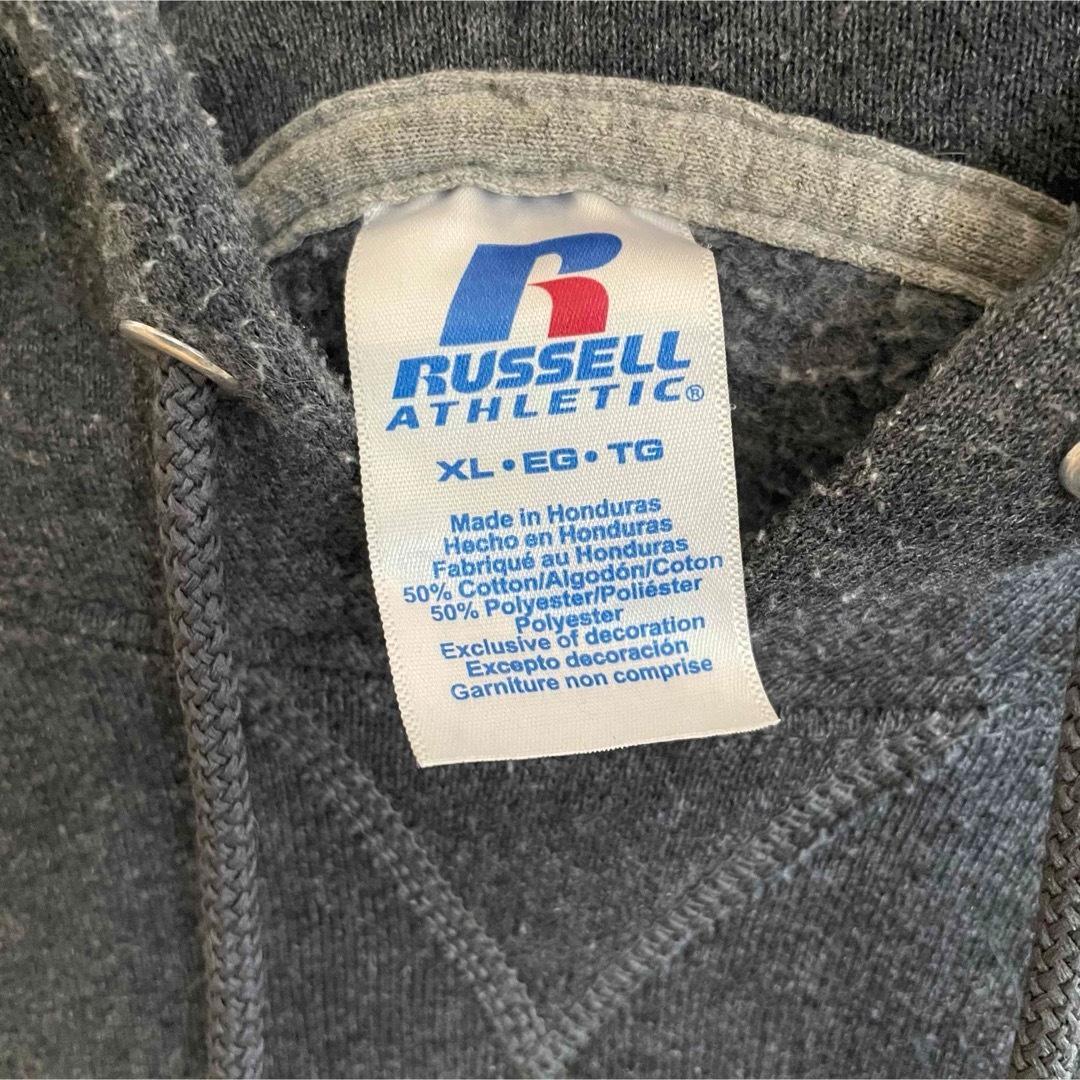 R
RUSSELL
ATHLETIC®
XL • EG • TG
Made in Honduras
Hecho en Honduras
Fabriqué au Honduras
50% Cotton/Algodón/Coton
50% Polyester/Poliéster
Polyester
Exclusive of decoration
Excepto decoración
Garniture non comprise